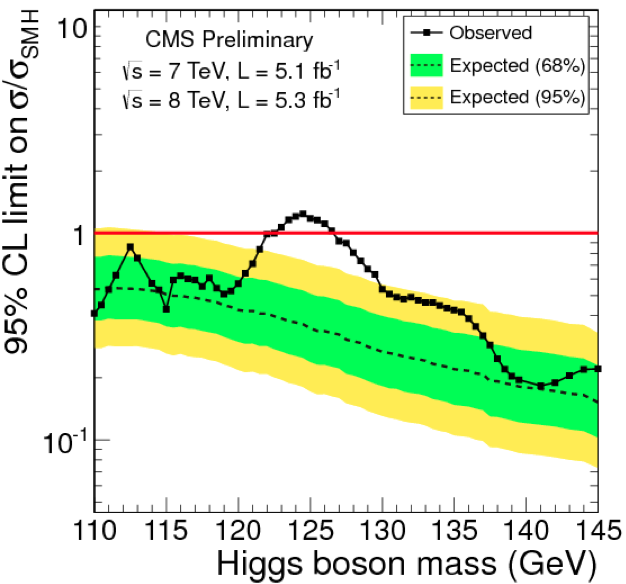 95% CL limit on σ/σSMH
10
1
10-1
CMS Preliminary
√s = 7 TeV, L = 5.1 fb-1
√s = 8 TeV, L = 5.3 fb-1
Observed
Expected (68%)
Expected (95%)
110 115 120 125 130 135 140 145
Higgs boson mass (GeV)